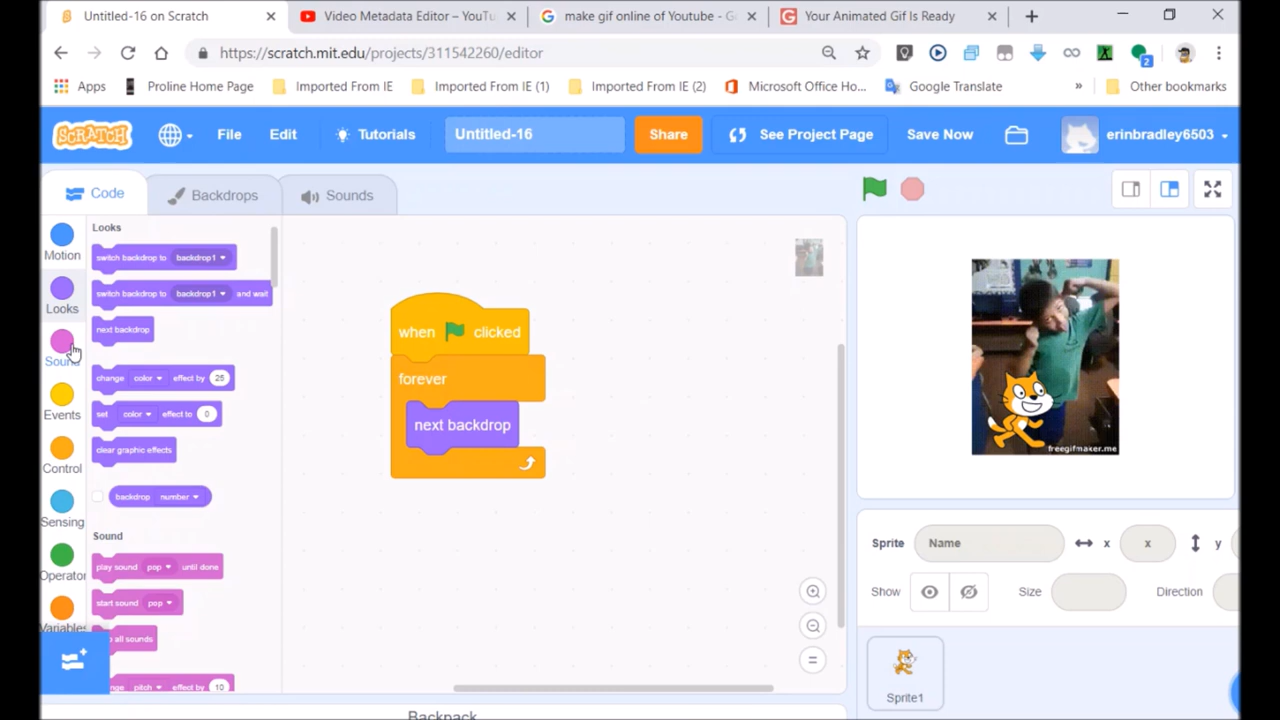 Untitled-16 on Scratch
Video Metadata Editor – YouTu
make gif online of Youtube - G
Your Animated Gif Is Ready
https://scratch.mit.edu/projects/311542260/editor
2
Apps
Proline Home Page
Imported From IE
Imported From IE (1)
Imported From IE (2)
Microsoft Office Ho...
Google Translate
»
Other bookmarks
SCRATCH
File
Edit
Tutorials
Untitled-16
Share
See Project Page
Save Now
erinbradley6503
Code
Backdrops
Sounds
Motion
Looks
Sound
Events
Control
Sensing
Operator
Variables
Looks
switch backdrop to backdrop1
switch backdrop to backdrop1 and wait
next backdrop
change color effect by 25
set color effect to 0
clear graphic effects
backdrop number
Sound
play sound pop until done
start sound pop
all sounds
pitch effect by 10
when clicked
forever
next backdrop
freegifmaker.me
Sprite
Name
x
x
y
Show
Size
Direction
Sprite1
Backpack